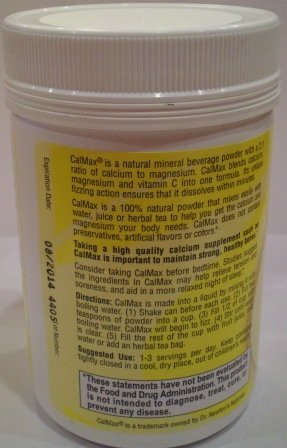 CalMax® is a natural mineral beverage powder with a 2:1
ratio of calcium to magnesium. CalMax blends calcium,
magnesium and vitamin C into one formula. Its unique
fizzing action ensures that it dissolves within minutes.
CalMax is a 100% natural powder that mixes easily with
water, juice or herbal tea to help you get the calcium and
magnesium your body needs. CalMax does not contain
preservatives, artificial flavors or colors.*
Taking a high quality calcium supplement such as
CalMax is important to maintain strong, healthy bones.*
Consider taking CalMax before bedtime. Studies suggest
the ingredients in CalMax may help relieve tension and
soreness, and aid in a more relaxed night of sleep.*
Directions: CalMax is made into a liquid by mixing it with
boiling water. (1) Shake can before each use. (2) Put
teaspoons of powder into a cup. (3) Fill 1/3 of cup with
boiling water. CalMax will begin to fizz. (4) Stir until liquid
is clear. (5) Fill the rest of the cup with fruit juice or
water or add an herbal tea bag.
Suggested Use: 1-3 servings per day. Keep
tightly closed in a cool, dry place, out of children's reach.
*These statements have not been evaluated by
the Food and Drug Administration. This product
is not intended to diagnose, treat, cure, or
prevent any disease.
CalMax® is a trademark owned by Dr. Newton's
Expiration Date:
08/2014
4405
Lot Number: